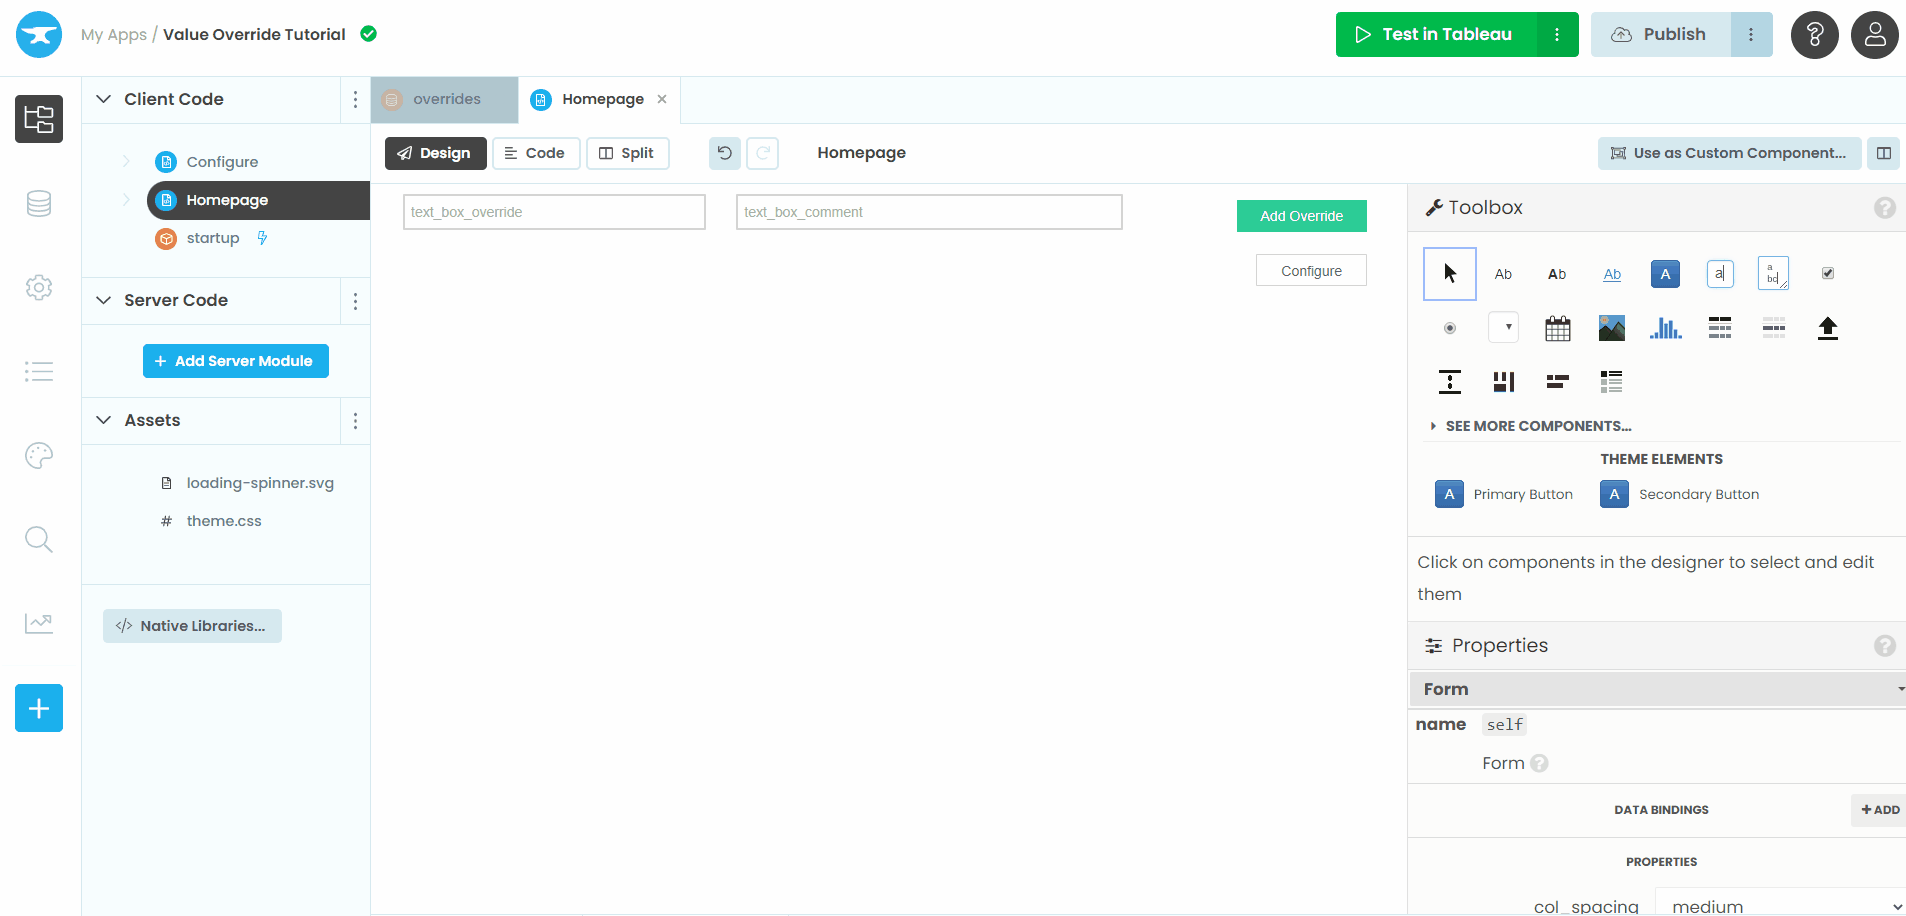 My Apps / Value Override Tutorial
Test in Tableau
Publish
Client Code
Configure
Homepage
startup
Server Code
+ Add Server Module
Assets
loading-spinner.svg
# theme.css
</> Native Libraries...
overrides
Homepage ×
Design
Code
Split
Homepage
Use as Custom Component...
text_box_override
text_box_comment
Add Override
Configure
Toolbox
Ab
Ab
Ab
A
a
a
bc
SEE MORE COMPONENTS...
THEME ELEMENTS
A Primary Button
A Secondary Button
Click on components in the designer to select and edit
them
Properties
Form
name self
Form
DATA BINDINGS
+ ADD
PROPERTIES
col_spacing medium